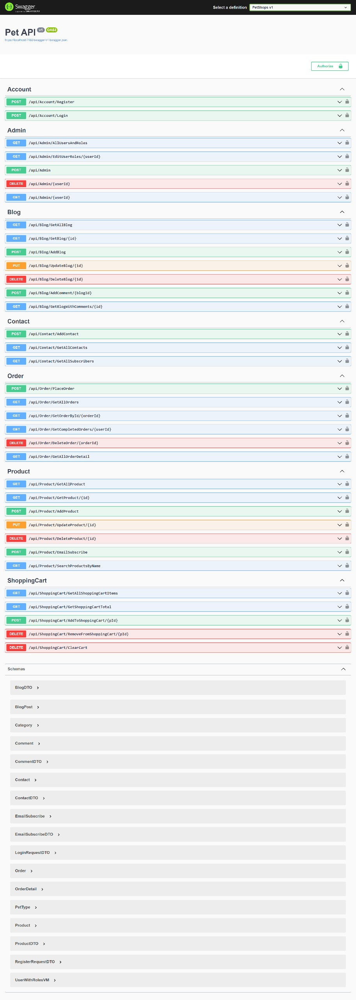 Swagger
Supported by SMARTBEAR
Select a definition
PetShops v1
Pet API v1 OAS3
https://localhost:7182/swagger/v1/swagger.json
Authorize
Account
POST /api/Account/Register
POST /api/Account/Login
Admin
GET /api/Admin/AllUsersAndRoles
GET /api/Admin/EditUserRoles/{userId}
POST /api/Admin
DELETE /api/Admin/{userId}
GET /api/Admin/{userId}
Blog
GET /api/Blog/GetAllBlog
GET /api/Blog/GetBlog/{id}
POST /api/Blog/AddBlog
PUT /api/Blog/UpdateBlog/{id}
DELETE /api/Blog/DeleteBlog/{id}
POST /api/Blog/AddComment/{blogId}
GET /api/Blog/GetBlogWithComments/{id}
Contact
POST /api/Contact/AddContact
GET /api/Contact/GetAllContacts
GET /api/Contact/GetAllSubscribers
Order
POST /api/Order/PlaceOrder
GET /api/Order/GetAllOrders
GET /api/Order/GetOrderById/{orderId}
GET /api/Order/GetCompletedOrders/{userId}
DELETE /api/Order/DeleteOrder/{orderId}
GET /api/Order/GetAllOrderDetail
Product
GET /api/Product/GetAllProduct
GET /api/Product/GetProduct/{id}
POST /api/Product/AddProduct
PUT /api/Product/UpdateProduct/{id}
DELETE /api/Product/DeleteProduct/{id}
POST /api/Product/EmailSubscribe
GET /api/Product/SearchProductsByName
ShoppingCart
GET /api/ShoppingCart/GetAllShoppingCartItems
GET /api/ShoppingCart/GetShoppingCartTotal
POST /api/ShoppingCart/AddToShoppingCart/{pId}
DELETE /api/ShoppingCart/RemoveFromShoppingCart/{pId}
DELETE /api/ShoppingCart/ClearCart
Schemas
BlogDTO
BlogPost
Category
Comment
CommentDTO
Contact
ContactDTO
EmailSubscribe
EmailSubscribeDTO
LoginRequestDTO
Order
OrderDetail
PetType
Product
ProductDTO
RegisterRequestDTO
UserWithRolesVM